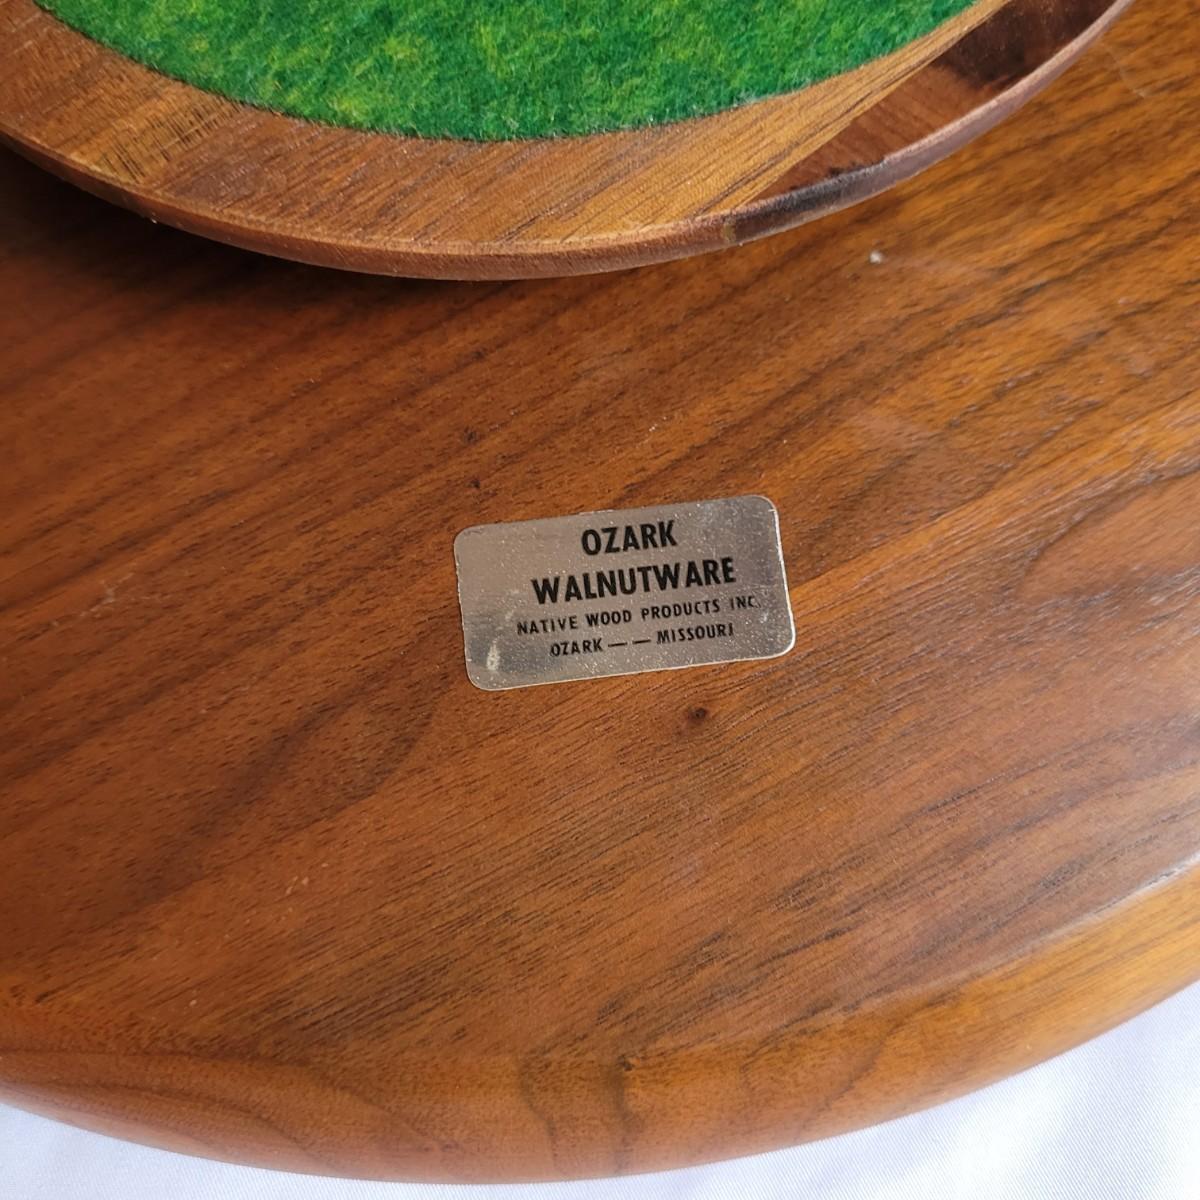 OZARK
WALNUTWARE
NATIVE WOOD PRODUCTS INC.
OZARK — — MISSOURI